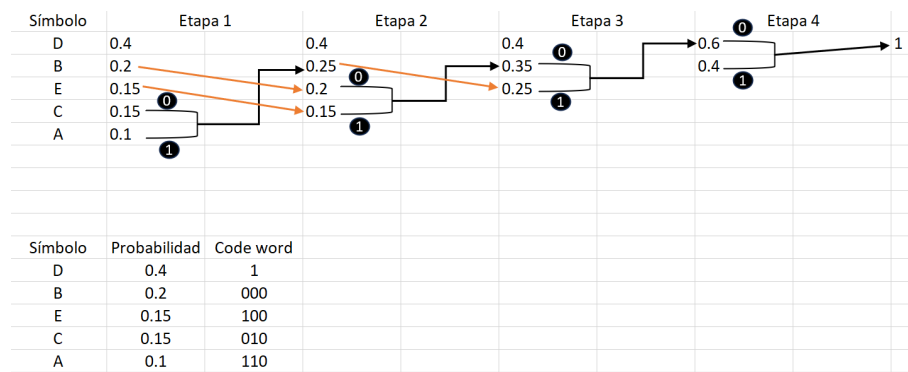 Símbolo Etapa 1 Etapa 2 Etapa 3 Etapa 4
D 0.4 0.4 0.4 0.6 0 1
B 0.2 0.25 0.35 0 0.4 1
E 0.15 0 0.2 0 0.25 1
C 0.15 0.15 1
A 0.1 1
Símbolo Probabilidad Code word
D 0.4 1
B 0.2 000
E 0.15 100
C 0.15 010
A 0.1 110